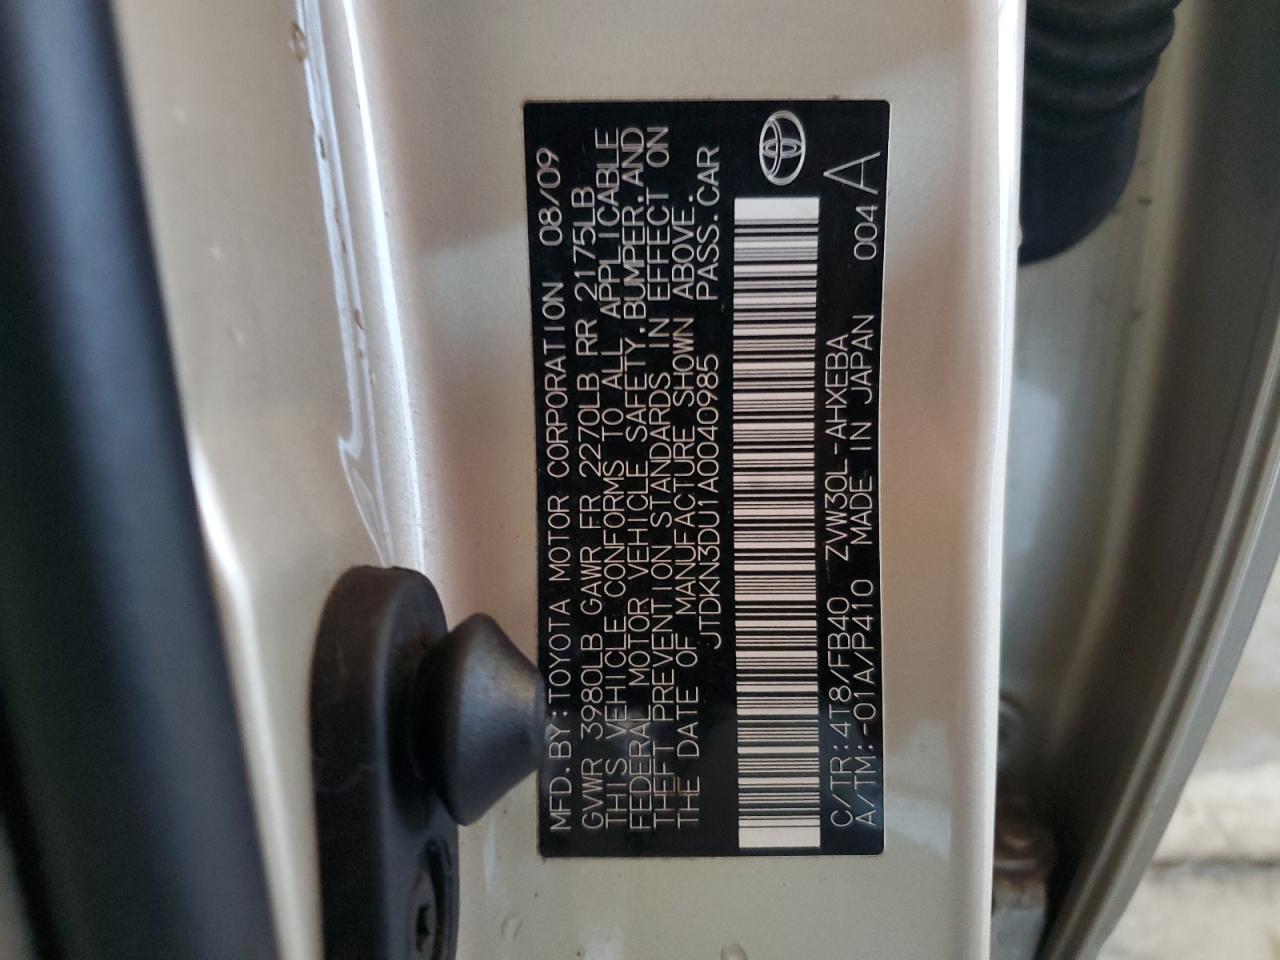 MFD.BY:TOYOTA MOTOR CORPORATION 08/09
GVWR 3980LB GAWR FR 2270LB RR 2175LB
THIS VEHICLE CONFORMS TO ALL APPLICABLE
FEDERAL MOTOR VEHICLE SAFETY,BUMPER,AND
THEFT PREVENTION STANDARDS IN EFFECT ON
THE DATE OF MANUFACTURE SHOWN ABOVE.
JTDKN3DU1A0040985 PASS.CAR
C/TR:4T8/FB40 ZVW30L-AHXEBA 004 A
A/TM:-01A/P410 MADE IN JAPAN